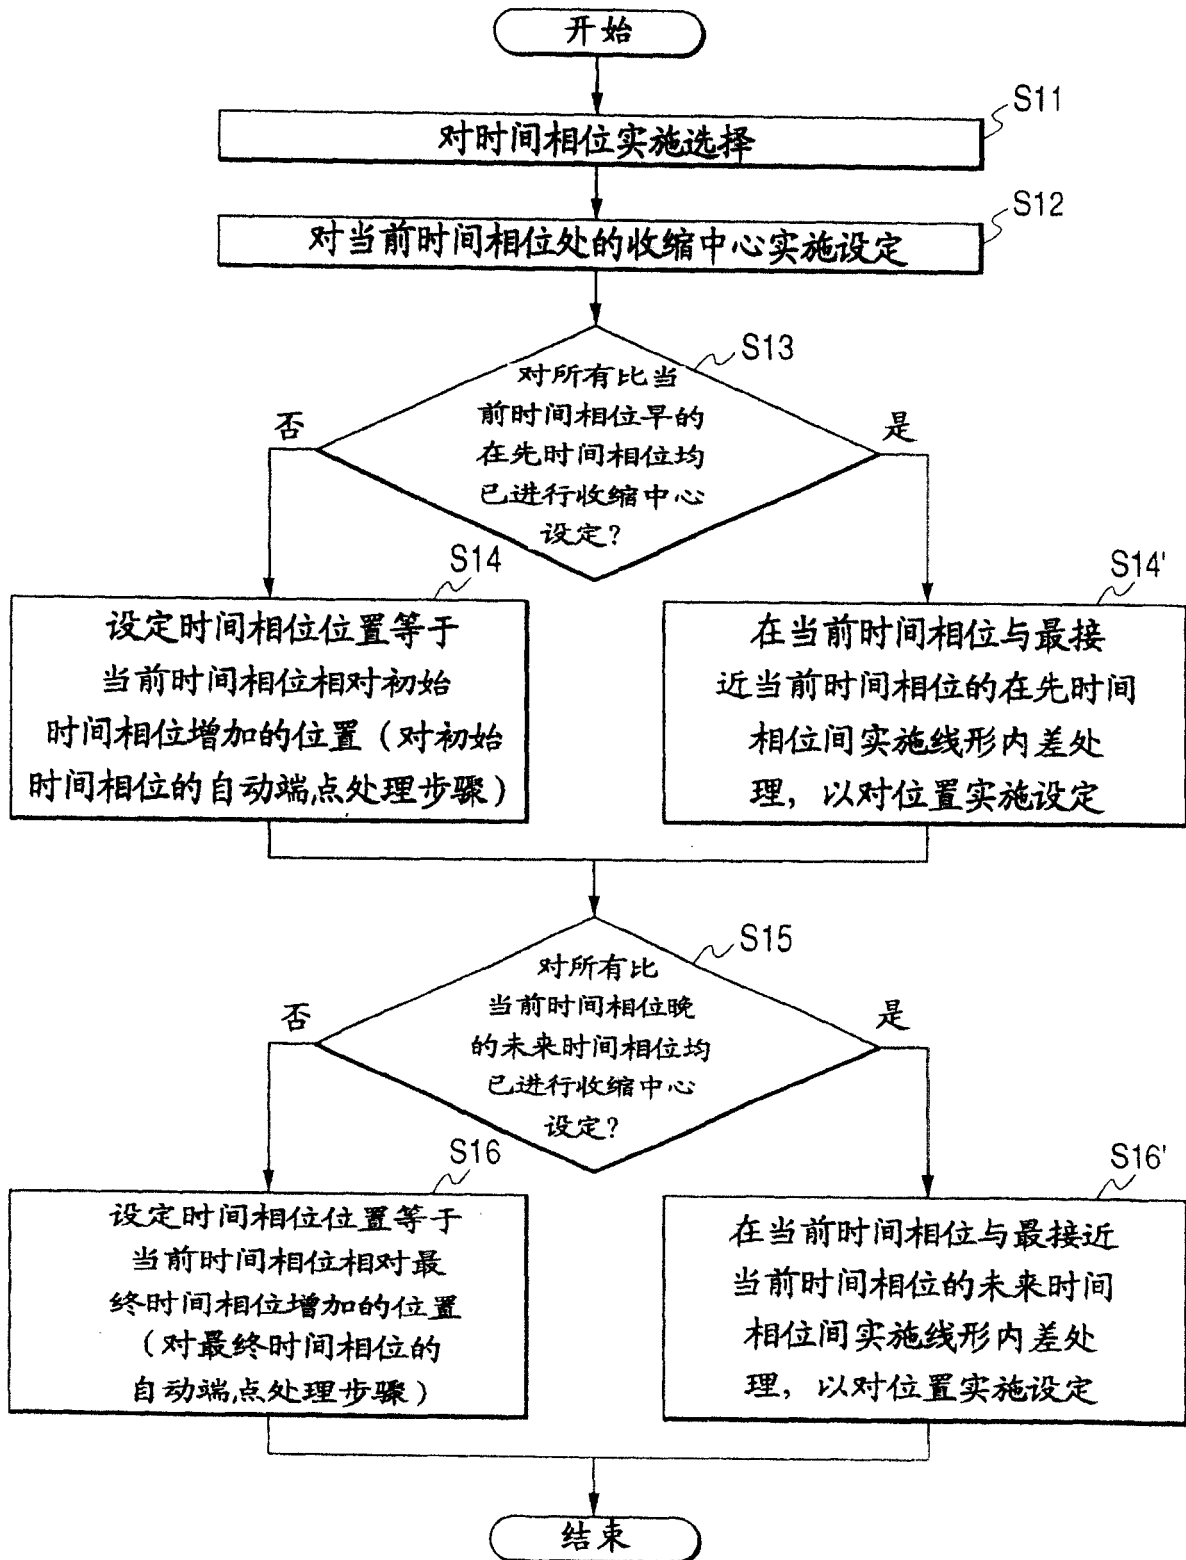 开始
S11
对时间相位实施选择
S12
对当前时间相位处的收缩中心实施设定
S13
对所有比当
前时间相位早的
在先时间相位均
已进行收缩中心
设定?
否
是
S14
设定时间相位位置等于
当前时间相位相对初始
时间相位增加的位置(对初始
时间相位的自动端点处理步骤)
S14'
在当前时间相位与最接
近当前时间相位的在先时间
相位间实施线形内差处
理, 以对位置实施设定
S15
对所有比
当前时间相位晚
的未来时间相位均
已进行收缩中心
设定?
否
是
S16
设定时间相位位置等于
当前时间相位相对最
终时间相位增加的位置
(对最终时间相位的
自动端点处理步骤)
S16'
在当前时间相位与最接近
当前时间相位的未来时间
相位间实施线形内差处
理, 以对位置实施设定
结束